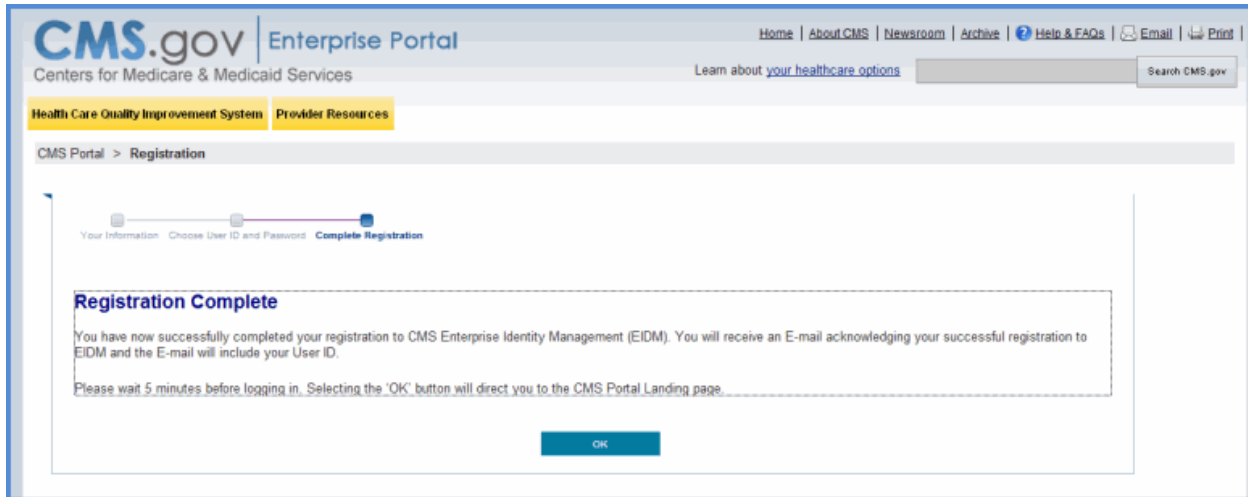 CMS.gov Enterprise Portal
Home | About CMS | Newsroom | Archive | Help & FAQs | Email | Print |
Centers for Medicare & Medicaid Services
Learn about your healthcare options
Search CMS.gov
Health Care Quality Improvement System Provider Resources
CMS Portal > Registration
Your Information Choose User ID and Password Complete Registration
Registration Complete
You have now successfully completed your registration to CMS Enterprise Identity Management (EIDM). You will receive an E-mail acknowledging your successful registration to
EIDM and the E-mail will include your User ID.
Please wait 5 minutes before logging in. Selecting the 'OK' button will direct you to the CMS Portal Landing page.
OK